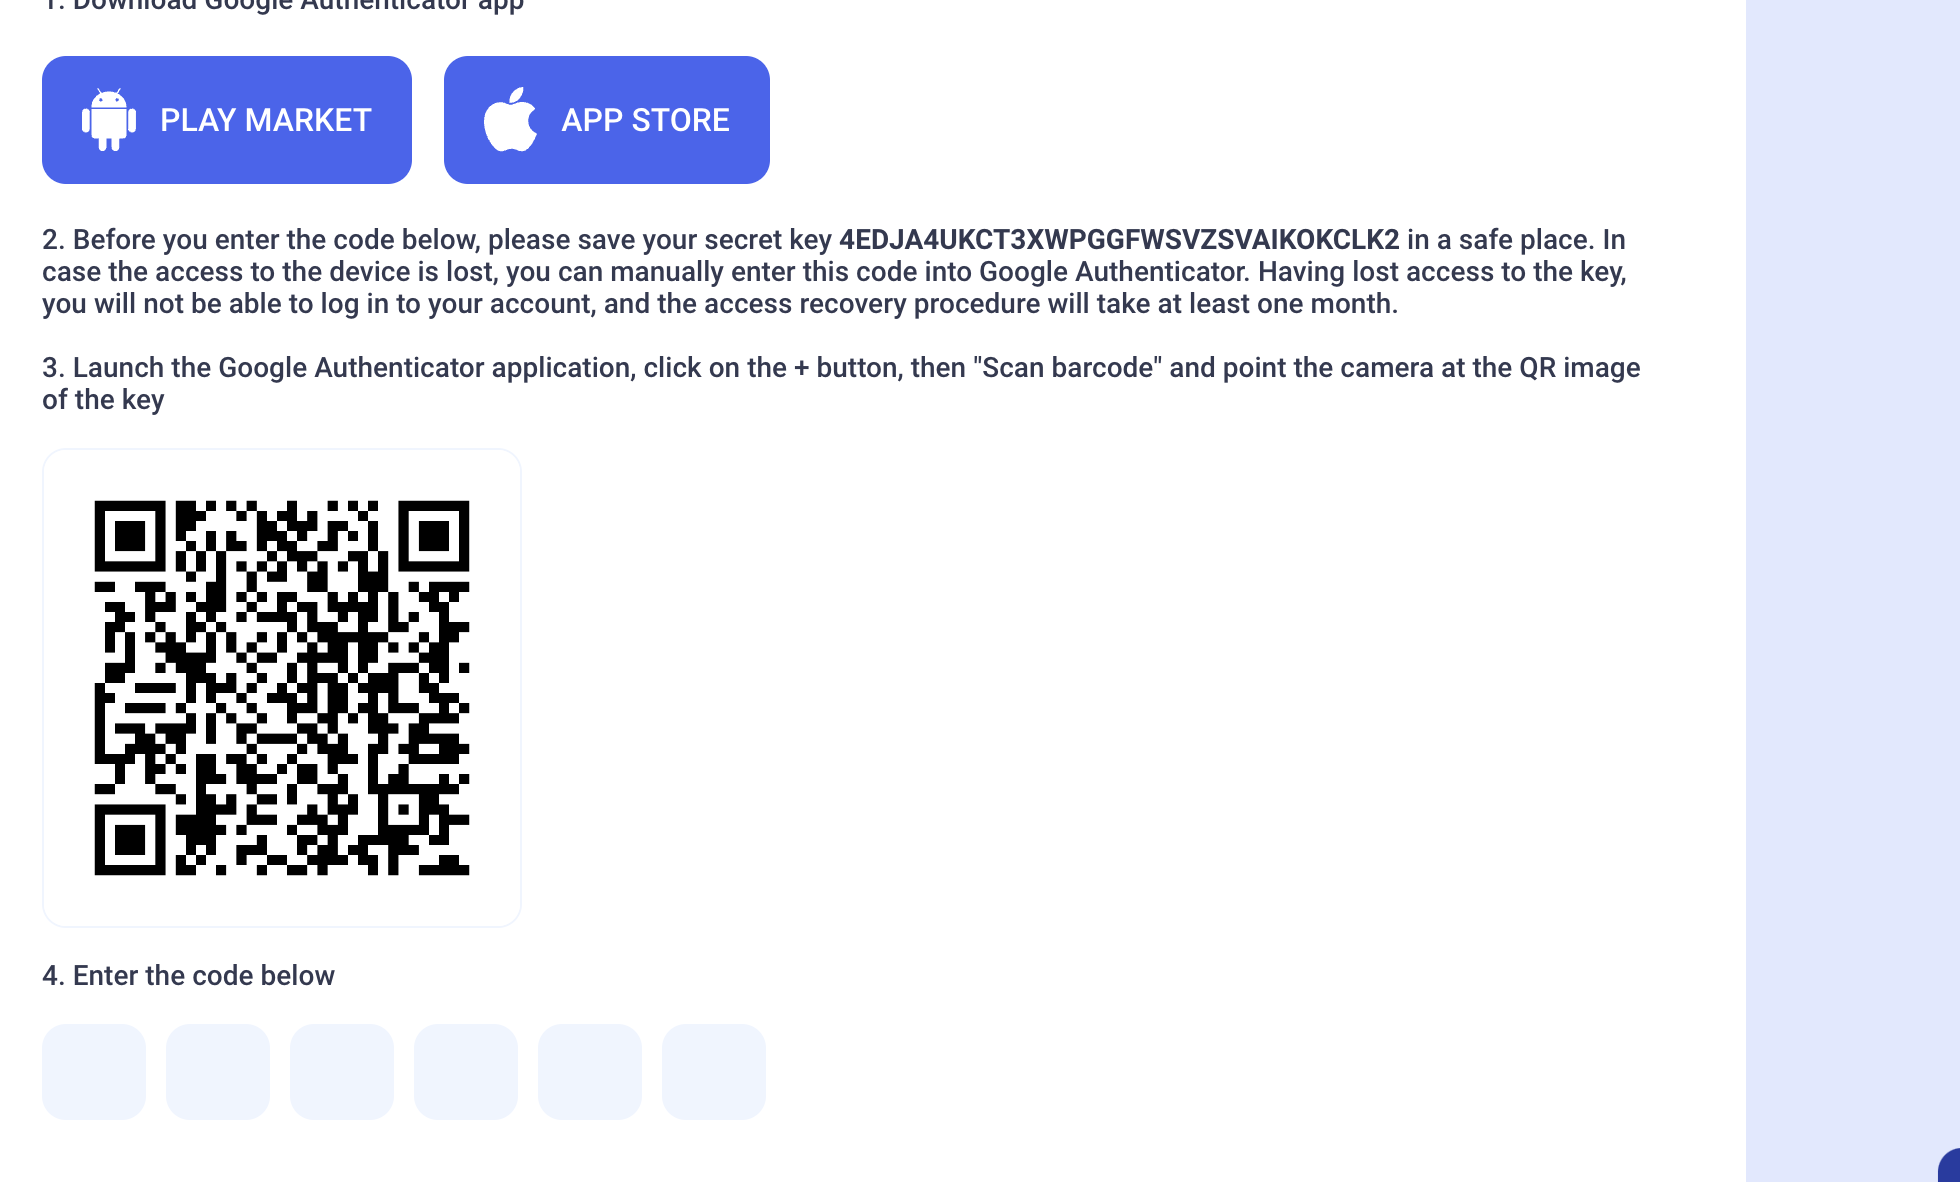 1. Download Google Authenticator app
PLAY MARKET
APP STORE
2. Before you enter the code below, please save your secret key 4EDJA4UKCT3XWPGGFWSVZSVAIKOKCLK2 in a safe place. In
case the access to the device is lost, you can manually enter this code into Google Authenticator. Having lost access to the key,
you will not be able to log in to your account, and the access recovery procedure will take at least one month.
3. Launch the Google Authenticator application, click on the + button, then "Scan barcode" and point the camera at the QR image
of the key
4. Enter the code below